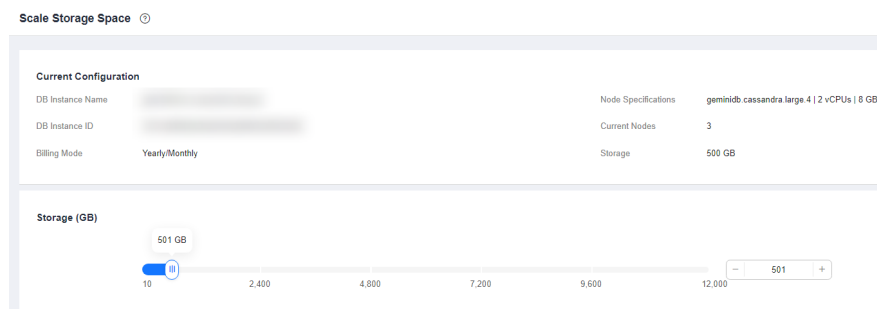 Scale Storage Space ?
Current Configuration
DB Instance Name
Node Specifications geminidb.cassandra.large.4 | 2 vCPUs | 8 GB
DB Instance ID
Current Nodes 3
Billing Mode Yearly/Monthly
Storage 500 GB
Storage (GB)
501 GB
− 501 +
10 2,400 4,800 7,200 9,600 12,000